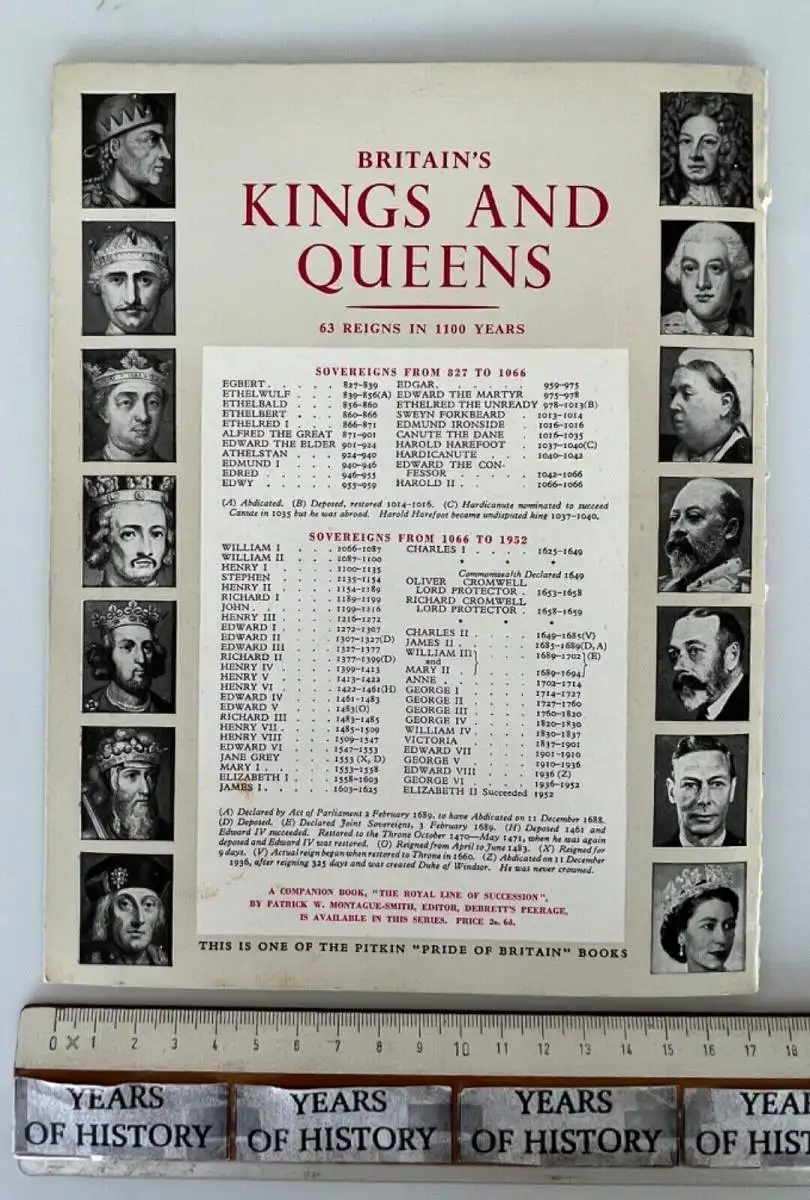 BRITAIN'S
KINGS AND
QUEENS
63 REIGNS IN 1100 YEARS
SOVEREIGNS FROM 827 TO 1066
EGBERT . . . . . 827-839
ETHELWULF . . . 839-856(A)
ETHELBALD . . . 856-860
ETHELBERT . . . 860-866
ETHELRED I . . . 866-871
ALFRED THE GREAT 871-901
EDWARD THE ELDER 901-924
ATHELSTAN . . . 924-940
EDMUND I . . . 940-946
EDRED . . . . . 946-955
EDWY . . . . . 955-959
EDGAR . . . . . 959-975
EDWARD THE MARTYR 975-978
ETHELRED THE UNREADY 978-1013(B)
SWEYN FORKBEARD . 1013-1014
EDMUND IRONSIDE . 1016-1016
CANUTE THE DANE . 1016-1035
HAROLD HAREFOOT . 1037-1040(C)
HARDICANUTE . . . 1040-1042
EDWARD THE CON-
FESSOR . . . . . 1042-1066
HAROLD II . . . . 1066-1066
(A) Abdicated. (B) Deposed, restored 1014-1016. (C) Hardicanute nominated to succeed
Canute in 1035 but he was abroad. Harold Harefoot became undisputed king 1037-1040.
SOVEREIGNS FROM 1066 TO 1952
WILLIAM I . . . . 1066-1087
WILLIAM II . . . . 1087-1100
HENRY I . . . . 1100-1135
STEPHEN . . . . 1135-1154
HENRY II . . . . 1154-1189
RICHARD I . . . . 1189-1199
JOHN . . . . . 1199-1216
HENRY III . . . . 1216-1272
EDWARD I . . . . 1272-1307
EDWARD II . . . . 1307-1327(D)
EDWARD III . . . . 1327-1377
RICHARD II . . . . 1377-1399(D)
HENRY IV . . . . 1399-1413
HENRY V . . . . 1413-1422
HENRY VI . . . . 1422-1461(H)
EDWARD IV . . . . 1461-1483
EDWARD V . . . . 1483(O)
RICHARD III . . . 1483-1485
HENRY VII . . . . 1485-1509
HENRY VIII . . . . 1509-1547
EDWARD VI . . . . 1547-1553
JANE GREY . . . . 1553 (X, D)
MARY I . . . . . 1553-1558
ELIZABETH I . . . 1558-1603
JAMES I . . . . . 1603-1625
CHARLES I . . . . 1625-1649
* * *
Commonwealth Declared 1649
OLIVER CROMWELL
LORD PROTECTOR . 1653-1658
RICHARD CROMWELL
LORD PROTECTOR . 1658-1659
* * *
CHARLES II . . . . 1649-1685(V)
JAMES II . . . . 1685-1689(D, A)
WILLIAM III . . . 1689-1702 (E)
and
MARY II . . . . 1689-1694
ANNE . . . . . 1702-1714
GEORGE I . . . . 1714-1727
GEORGE II . . . . 1727-1760
GEORGE III . . . . 1760-1820
GEORGE IV . . . . 1820-1830
WILLIAM IV . . . . 1830-1837
VICTORIA . . . . 1837-1901
EDWARD VII . . . . 1901-1910
GEORGE V . . . . 1910-1936
EDWARD VIII . . . 1936 (Z)
GEORGE VI . . . . 1936-1952
ELIZABETH II Succeeded 1952
(A) Declared by Act of Parliament 2 February 1689, to have Abdicated on 11 December 1688.
(D) Deposed. (E) Declared Joint Sovereigns, 3 February 1689. (H) Deposed 1461 and
Edward IV succeeded. Restored to the Throne October 1470—May 1471, when he was again
deposed and Edward IV was restored. (O) Reigned from April to June 1483. (X) Reigned for
9 days. (V) Actual reign began when restored to Throne in 1660. (Z) Abdicated on 11 December
1936, after reigning 325 days and was created Duke of Windsor. He was never crowned.
A COMPANION BOOK, "THE ROYAL LINE OF SUCCESSION",
BY PATRICK W. MONTAGUE-SMITH, EDITOR, DEBRETT'S PEERAGE,
IS AVAILABLE IN THIS SERIES. PRICE 2s. 6d.
THIS IS ONE OF THE PITKIN "PRIDE OF BRITAIN" BOOKS
0 × 2 3 4 5 6 7 8 9 10 11 12 13 14 15 16 17 18
YEARS YEARS YEARS YEA
OF HISTORY OF HISTORY OF HISTORY OF HIST